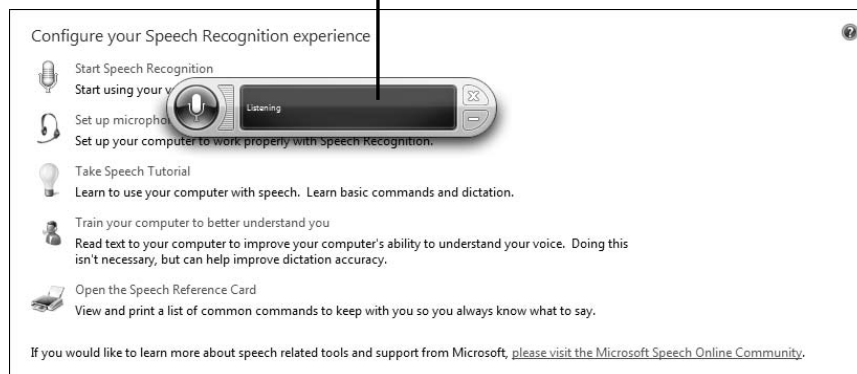 Configure your Speech Recognition experience
Start Speech Recognition
Start using your v
Listening
Set up micropho
Set up your computer to work properly with Speech Recognition.
Take Speech Tutorial
Learn to use your computer with speech. Learn basic commands and dictation.
Train your computer to better understand you
Read text to your computer to improve your computer's ability to understand your voice. Doing this
isn't necessary, but can help improve dictation accuracy.
Open the Speech Reference Card
View and print a list of common commands to keep with you so you always know what to say.
If you would like to learn more about speech related tools and support from Microsoft, please visit the Microsoft Speech Online Community.